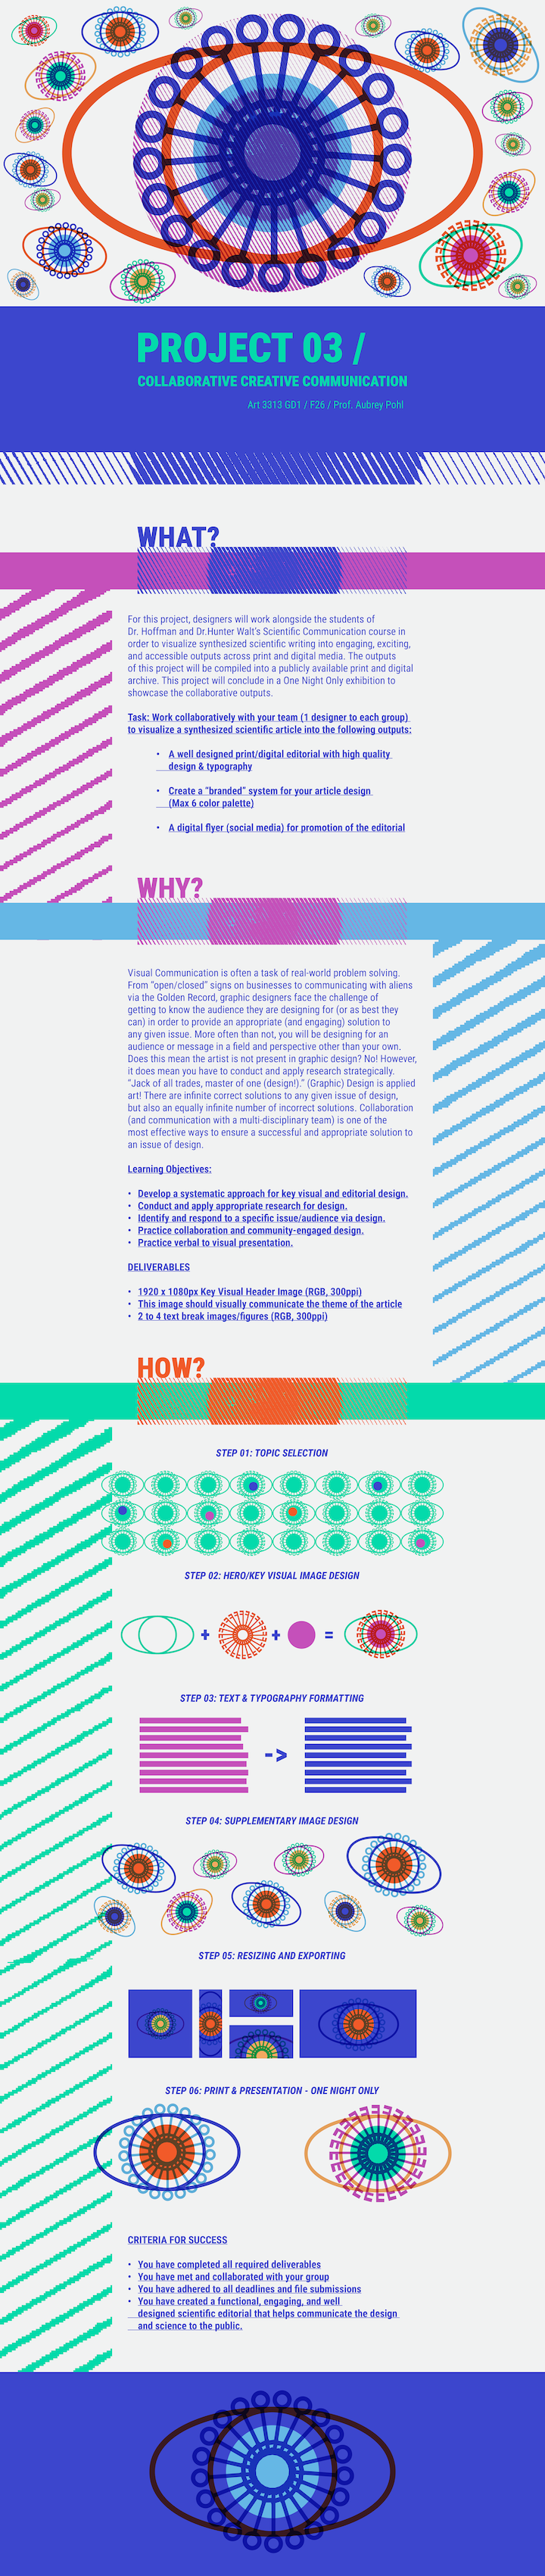 PROJECT 03 /
COLLABORATIVE CREATIVE COMMUNICATION
Art 3313 GD1 / F26 / Prof. Aubrey Pohl
WHAT?
For this project, designers will work alongside the students of
Dr. Hoffman and Dr.Hunter Walt's Scientific Communication course in
order to visualize synthesized scientific writing into engaging, exciting,
and accessible outputs across print and digital media. The outputs
of this project will be compiled into a publicly available print and digital
archive. This project will conclude in a One Night Only exhibition to
showcase the collaborative outputs.
Task: Work collaboratively with your team (1 designer to each group)
to visualize a synthesized scientific article into the following outputs:
• A well designed print/digital editorial with high quality
design & typography
• Create a "branded" system for your article design
(Max 6 color palette)
• A digital flyer (social media) for promotion of the editorial
WHY?
Visual Communication is often a task of real-world problem solving.
From "open/closed" signs on businesses to communicating with aliens
via the Golden Record, graphic designers face the challenge of
getting to know the audience they are designing for (or as best they
can) in order to provide an appropriate (and engaging) solution to
any given issue. More often than not, you will be designing for an
audience or message in a field and perspective other than your own.
Does this mean the artist is not present in graphic design? No! However,
it does mean you have to conduct and apply research strategically.
"Jack of all trades, master of one (design!)." (Graphic) Design is applied
art! There are infinite correct solutions to any given issue of design,
but also an equally infinite number of incorrect solutions. Collaboration
(and communication with a multi-disciplinary team) is one of the
most effective ways to ensure a successful and appropriate solution to
an issue of design.
Learning Objectives:
• Develop a systematic approach for key visual and editorial design.
• Conduct and apply appropriate research for design.
• Identify and respond to a specific issue/audience via design.
• Practice collaboration and community-engaged design.
• Practice verbal to visual presentation.
DELIVERABLES
• 1920 x 1080px Key Visual Header Image (RGB, 300ppi)
• This image should visually communicate the theme of the article
• 2 to 4 text break images/figures (RGB, 300ppi)
HOW?
STEP 01: TOPIC SELECTION
STEP 02: HERO/KEY VISUAL IMAGE DESIGN
+ + =
STEP 03: TEXT & TYPOGRAPHY FORMATTING
->
STEP 04: SUPPLEMENTARY IMAGE DESIGN
STEP 05: RESIZING AND EXPORTING
STEP 06: PRINT & PRESENTATION - ONE NIGHT ONLY
CRITERIA FOR SUCCESS
• You have completed all required deliverables
• You have met and collaborated with your group
• You have adhered to all deadlines and file submissions
• You have created a functional, engaging, and well
designed scientific editorial that helps communicate the design
and science to the public.